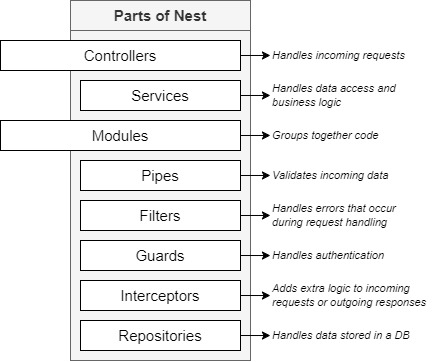 Parts of Nest
Controllers
Handles incoming requests
Services
Handles data access and
business logic
Modules
Groups together code
Pipes
Validates incoming data
Filters
Handles errors that occur
during request handling
Guards
Handles authentication
Interceptors
Adds extra logic to incoming
requests or outgoing responses
Repositories
Handles data stored in a DB